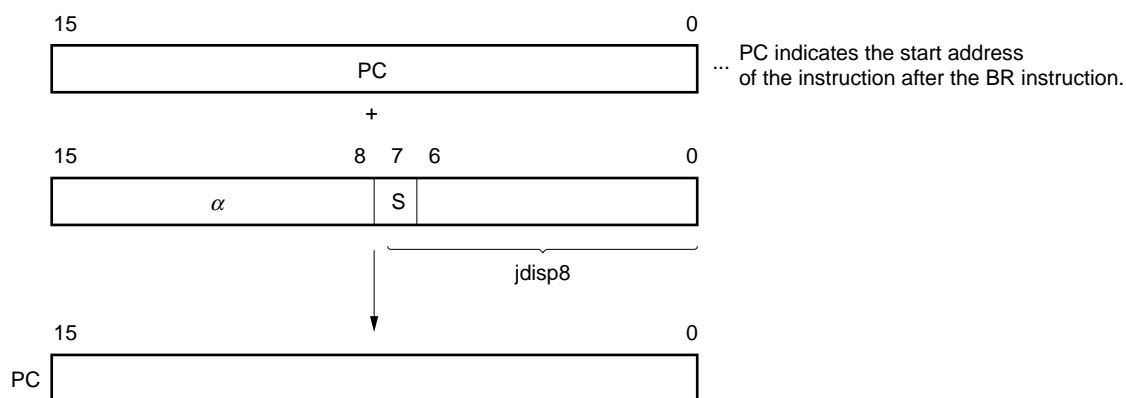 15 0
PC
... PC indicates the start address
of the instruction after the BR instruction.
+
15 8 7 6 0
α S
jdisp8
15 0
PC